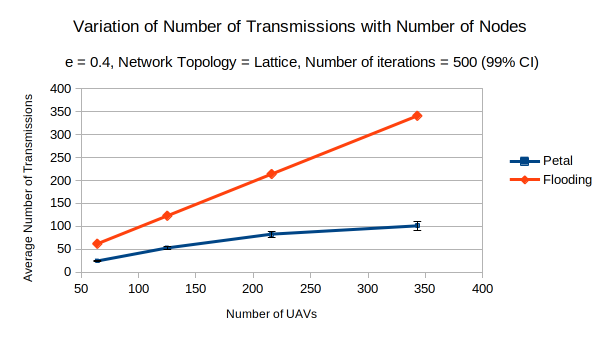 Variation of Number of Transmissions with Number of Nodes
e = 0.4, Network Topology = Lattice, Number of iterations = 500 (99% CI)
Average Number of Transmissions
400
350
300
250
200
150
100
50
0
50 100 150 200 250 300 350 400
Number of UAVs
Petal
Flooding